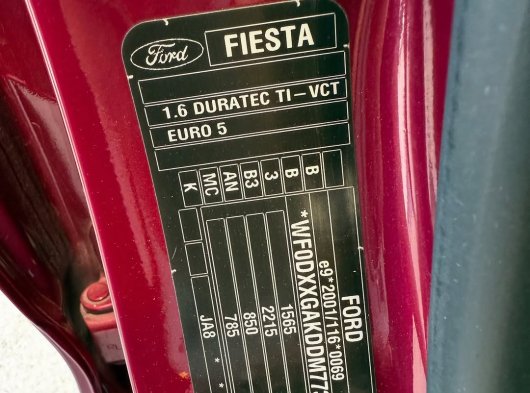 Ford FIESTA
1.6 DURATEC TI-VCT
EURO 5
K MC AN B3 3 B B
FORD
e9*2001/116*0069
*WF0DXXGAKDDM77
1565
2215
850
785
JA8